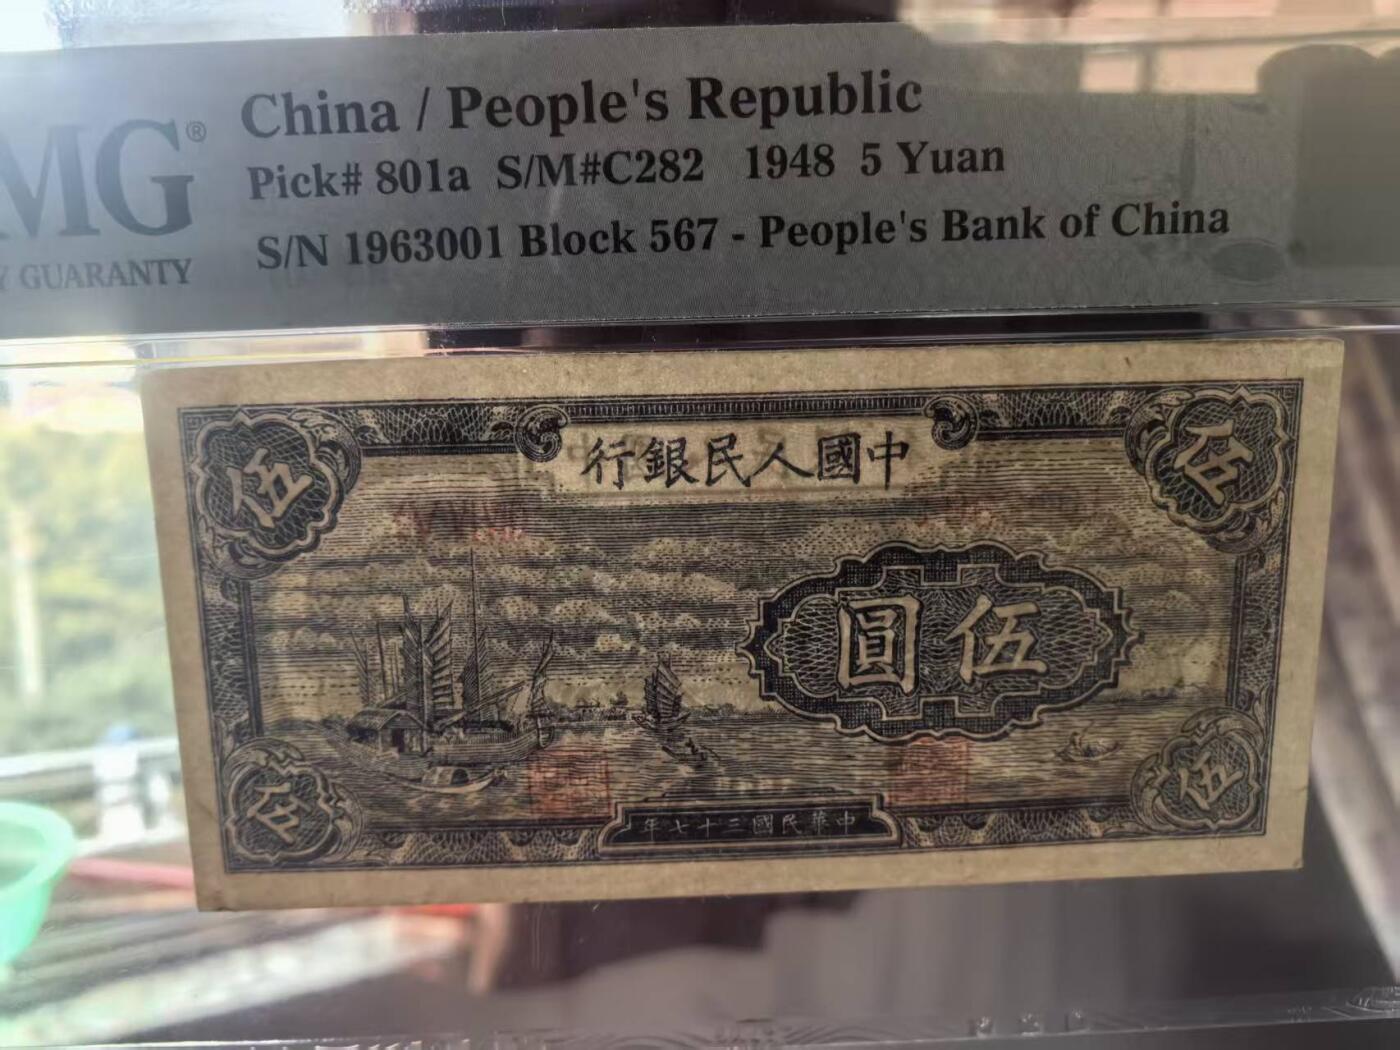 MG®
Y GUARANTY
China / People's Republic
Pick# 801a S/M#C282 1948 5 Yuan
S/N 1963001 Block 567 - People's Bank of China
中國人民銀行
伍
伍
伍圓
伍
伍
中華民國三十七年